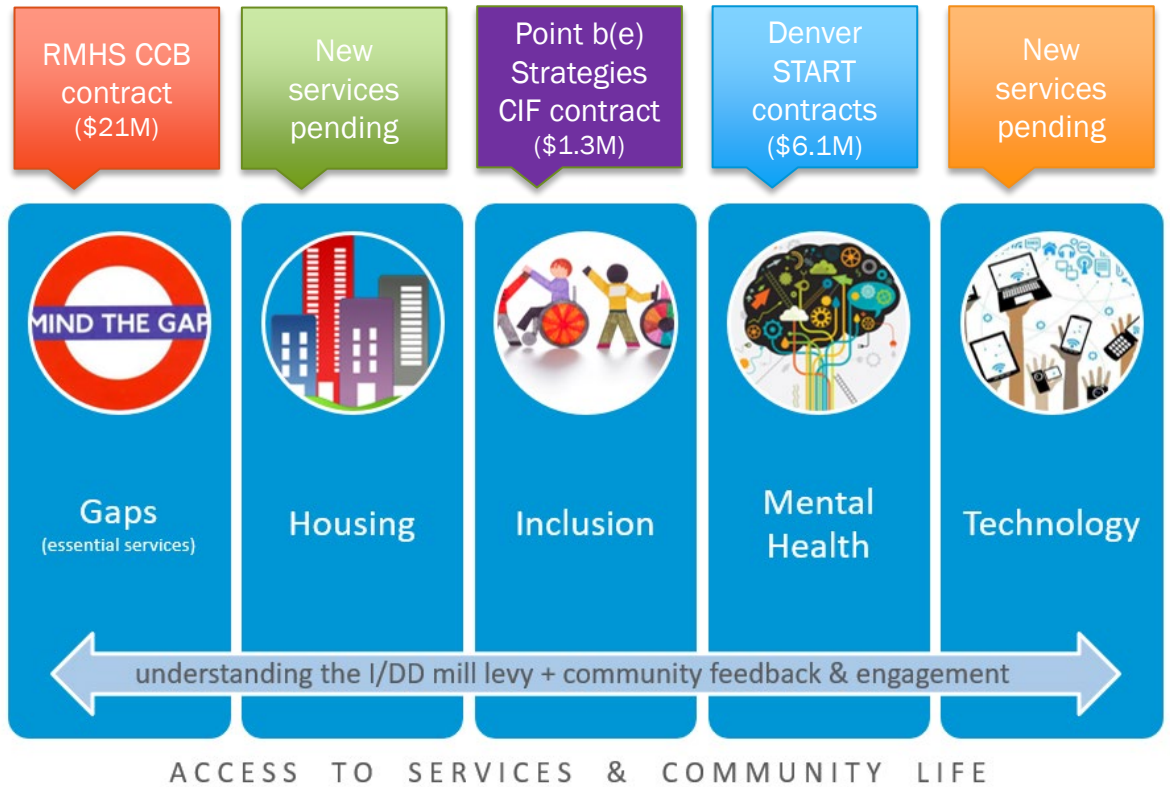 RMHS CCB
contract
($21M)
New
services
pending
Point b(e)
Strategies
CIF contract
($1.3M)
Denver
START
contracts
($6.1M)
New
services
pending
MIND THE GAP
Gaps
(essential services)
Housing
Inclusion
Mental
Health
Technology
understanding the I/DD mill levy + community feedback & engagement
ACCESS TO SERVICES & COMMUNITY LIFE